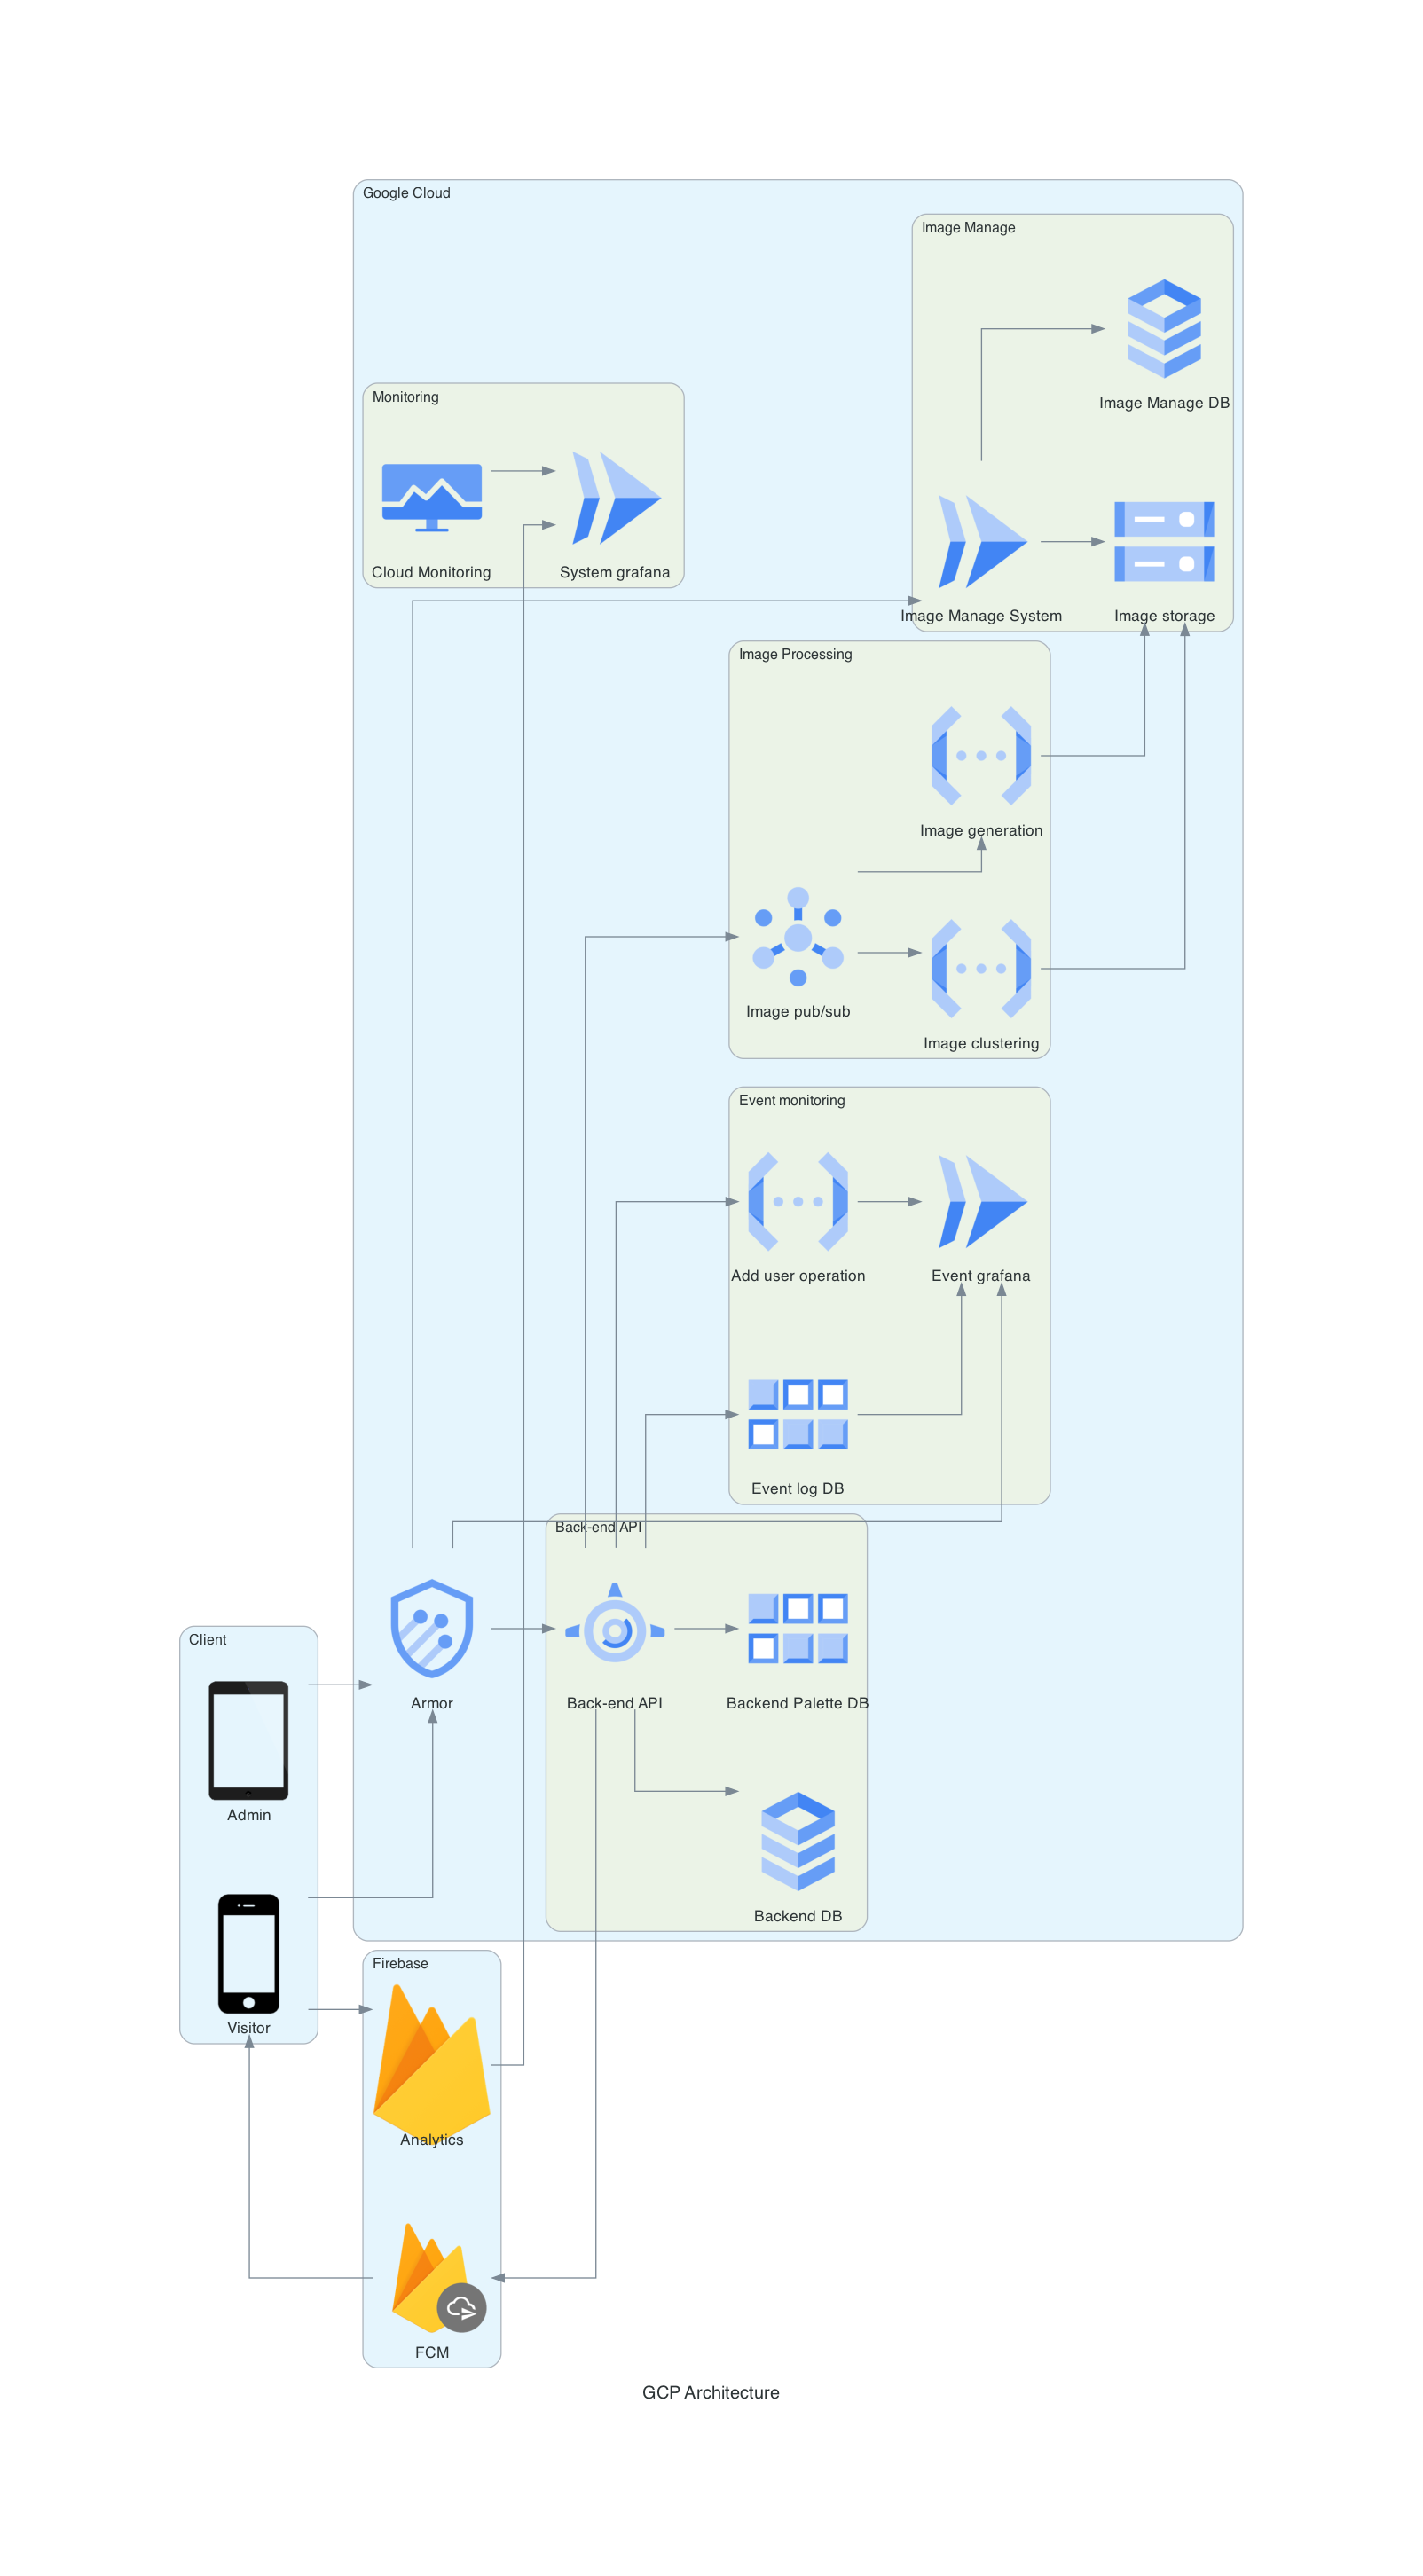 Google Cloud
Image Manage
Image Manage DB
Monitoring
Cloud Monitoring
System grafana
Image Manage System
Image storage
Image Processing
Image generation
Image pub/sub
Image clustering
Event monitoring
Add user operation
Event grafana
Event log DB
Back-end API
Client
Armor
Back-end API
Backend Palette DB
Admin
Backend DB
Firebase
Visitor
Analytics
FCM
GCP Architecture